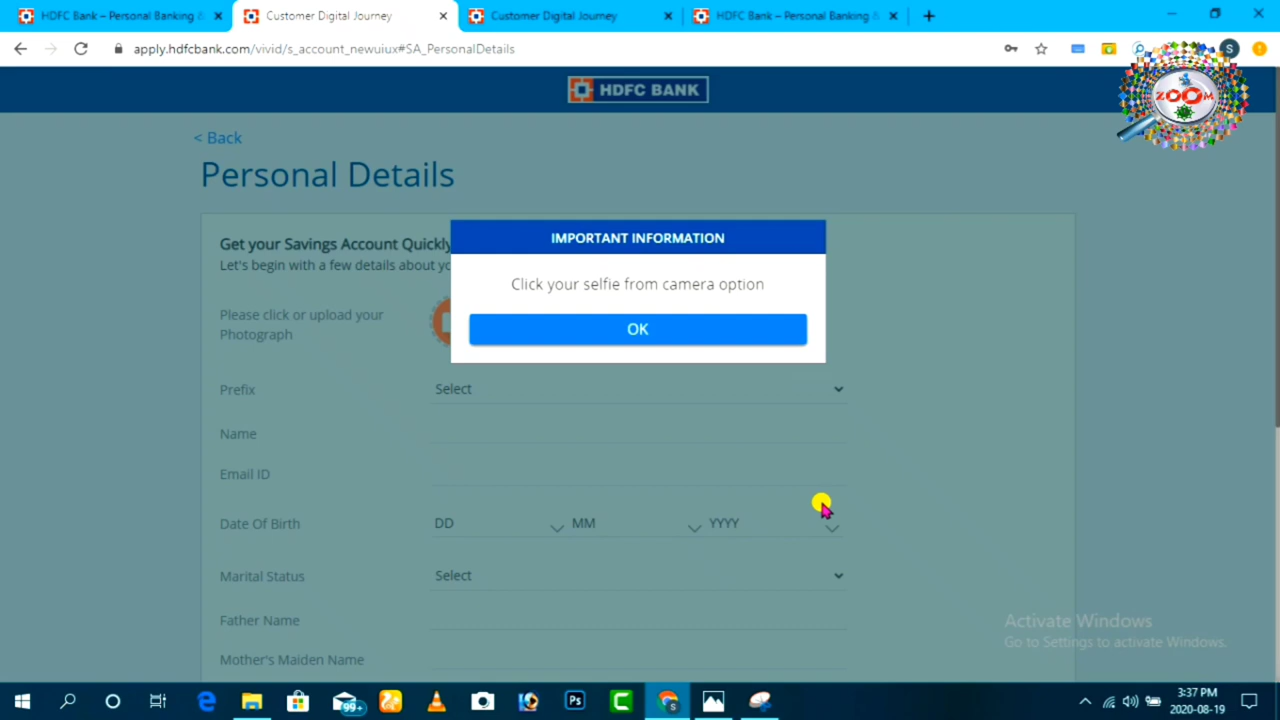 HDFC Bank – Personal Banking &
Customer Digital Journey
Customer Digital Journey
HDFC Bank – Personal Banking &
apply.hdfcbank.com/vivid/s_account_newuiux#SA_PersonalDetails
S
HDFC BANK
ZOOM
< Back
Personal Details
Get your Savings Account Quickly
Let's begin with a few details about
IMPORTANT INFORMATION
Click your selfie from camera option
OK
Please click or upload your
Photograph
Prefix
Select
Name
Email ID
Date Of Birth
DD
MM
YYYY
Marital Status
Select
Father Name
Mother's Maiden Name
Activate Windows
Go to Settings to activate Windows.
99+
Ps
3:37 PM
2020-08-19